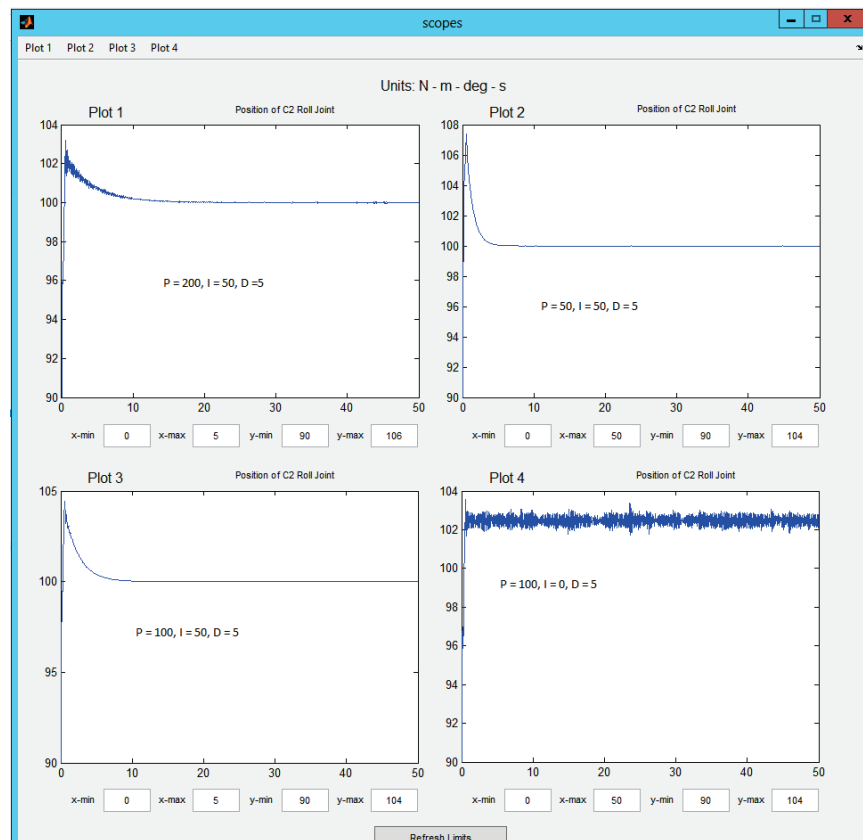 scopes
Plot 1 Plot 2 Plot 3 Plot 4
Units: N - m - deg - s
Plot 1 Position of C2 Roll Joint
104
102
100
98
96
94
92
90
P = 200, I = 50, D =5
0 10 20 30 40 50
x-min 0 x-max 5 y-min 90 y-max 106
Plot 2 Position of C2 Roll Joint
108
106
104
102
100
98
96
94
92
90
P = 50, I = 50, D = 5
0 10 20 30 40 50
x-min 0 x-max 50 y-min 90 y-max 104
Plot 3 Position of C2 Roll Joint
105
100
95
90
P = 100, I = 50, D = 5
0 10 20 30 40 50
x-min 0 x-max 5 y-min 90 y-max 104
Plot 4 Position of C2 Roll Joint
104
102
100
98
96
94
92
90
P = 100, I = 0, D = 5
0 10 20 30 40 50
x-min 0 x-max 50 y-min 90 y-max 104
Refresh Limits